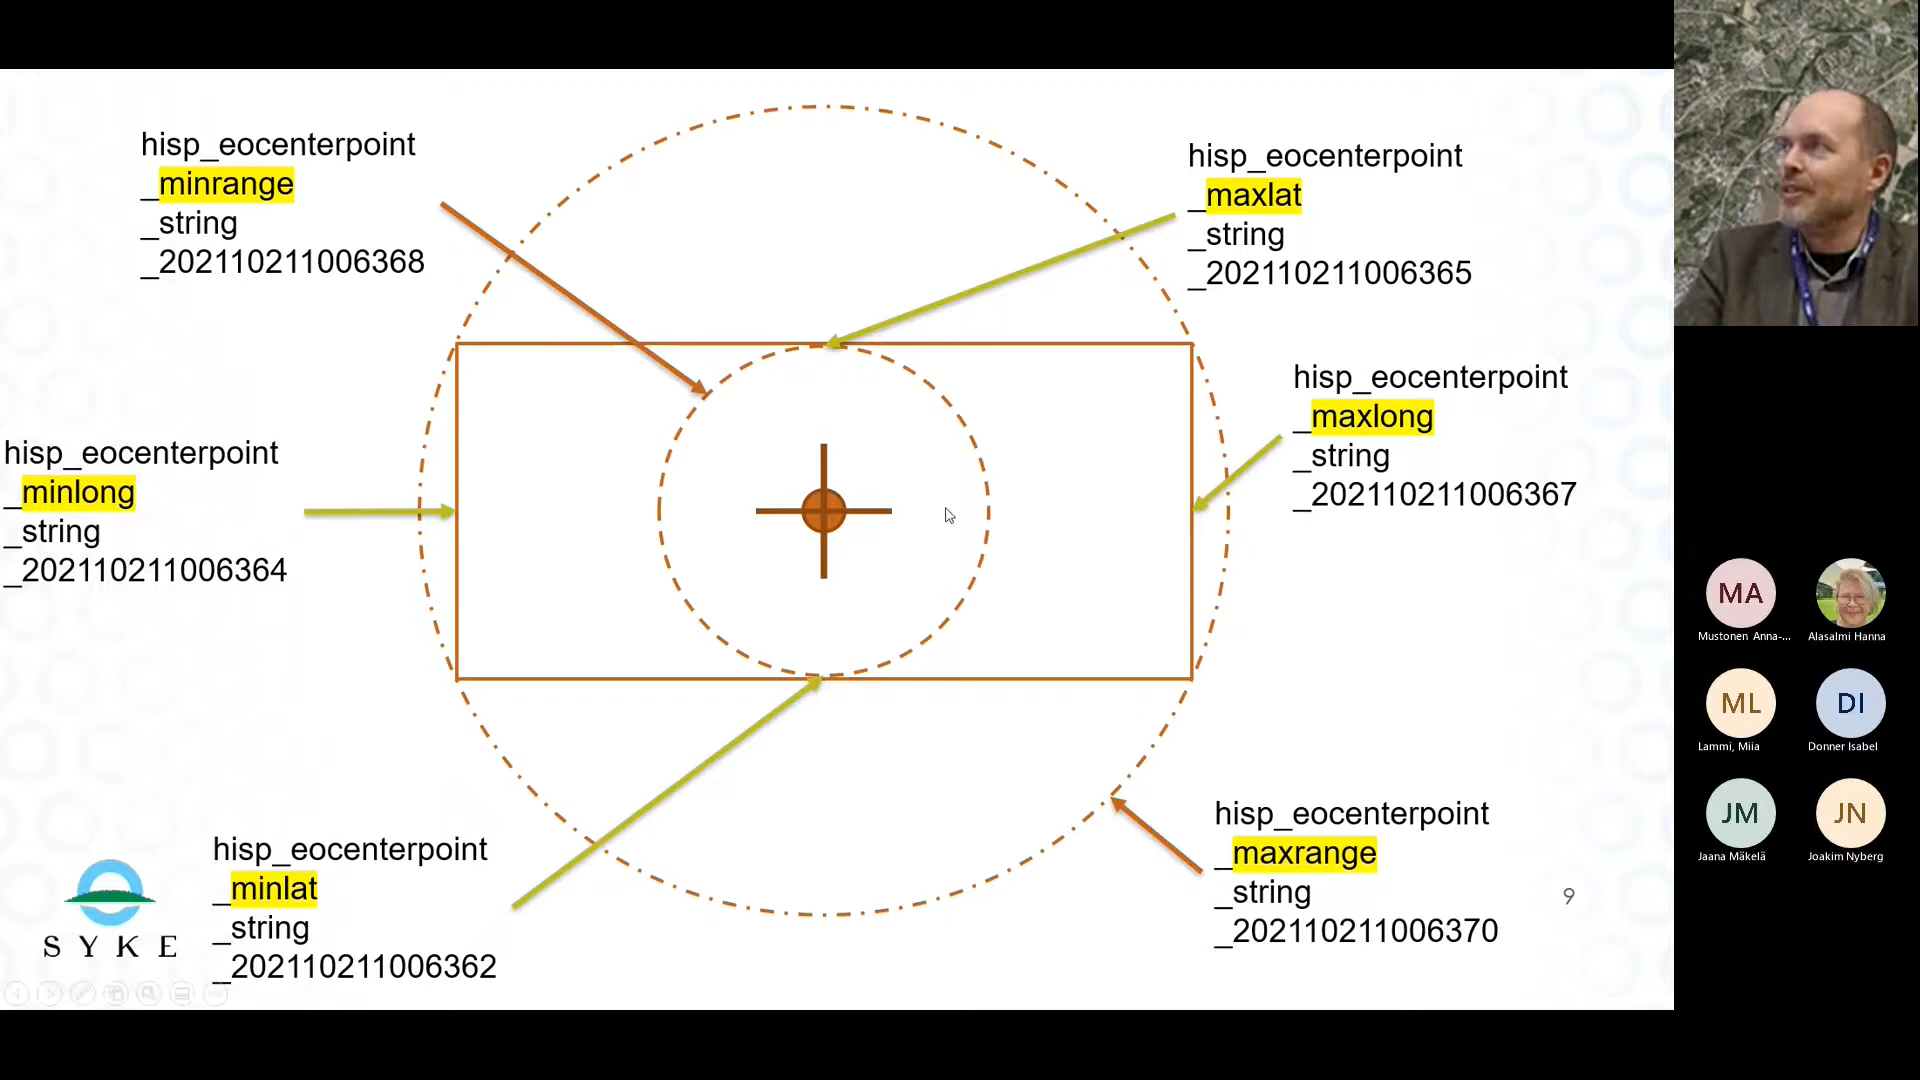 hisp_eocenterpoint
_minrange
_string
_202110211006368
hisp_eocenterpoint
_maxlat
_string
_202110211006365
hisp_eocenterpoint
_maxlong
_string
_202110211006367
hisp_eocenterpoint
_minlong
_string
_202110211006364
hisp_eocenterpoint
_minlat
_string
_202110211006362
hisp_eocenterpoint
_maxrange
_string
_202110211006370
9
SYKE
MA
Mustonen Anna-...
Alasalmi Hanna
ML
Lammi, Miia
DI
Donner Isabel
JM
Jaana Mäkelä
JN
Joakim Nyberg